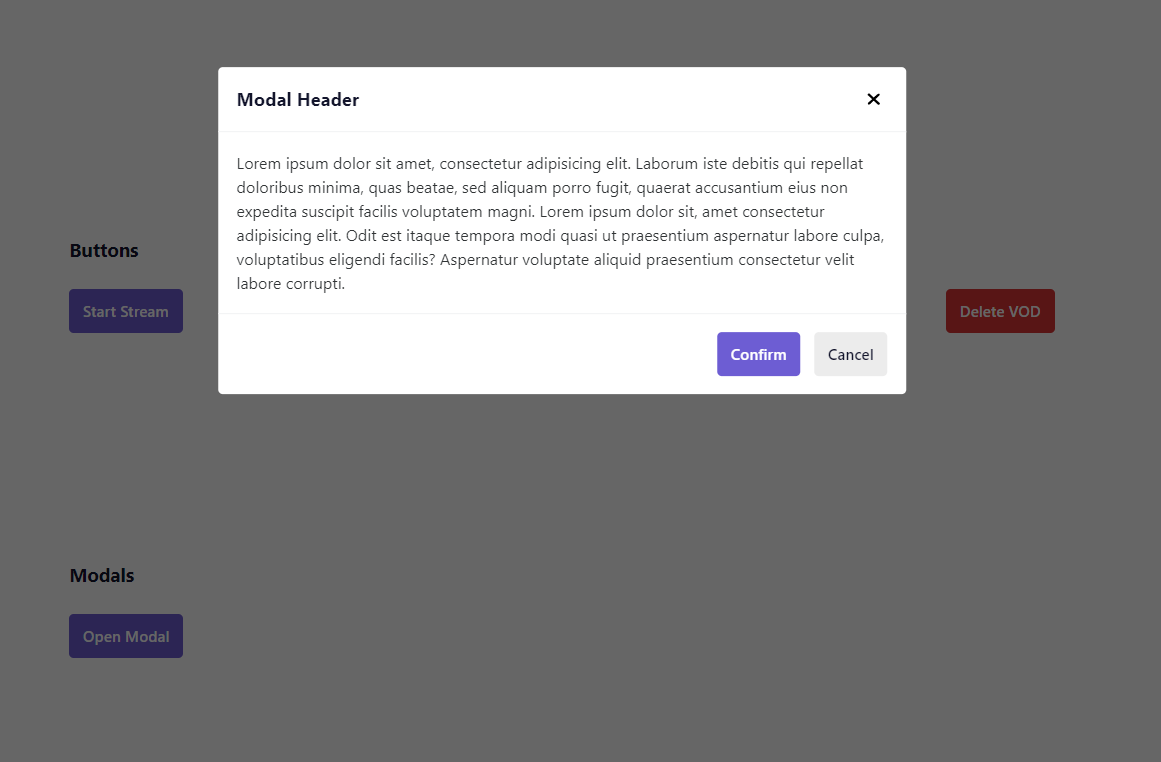 Modal Header
Lorem ipsum dolor sit amet, consectetur adipisicing elit. Laborum iste debitis qui repellat
doloribus minima, quas beatae, sed aliquam porro fugit, quaerat accusantium eius non
expedita suscipit facilis voluptatem magni. Lorem ipsum dolor sit, amet consectetur
adipisicing elit. Odit est itaque tempora modi quasi ut praesentium aspernatur labore culpa,
voluptatibus eligendi facilis? Aspernatur voluptate aliquid praesentium consectetur velit
labore corrupti.
Confirm
Cancel
Buttons
Start Stream
Delete VOD
Modals
Open Modal